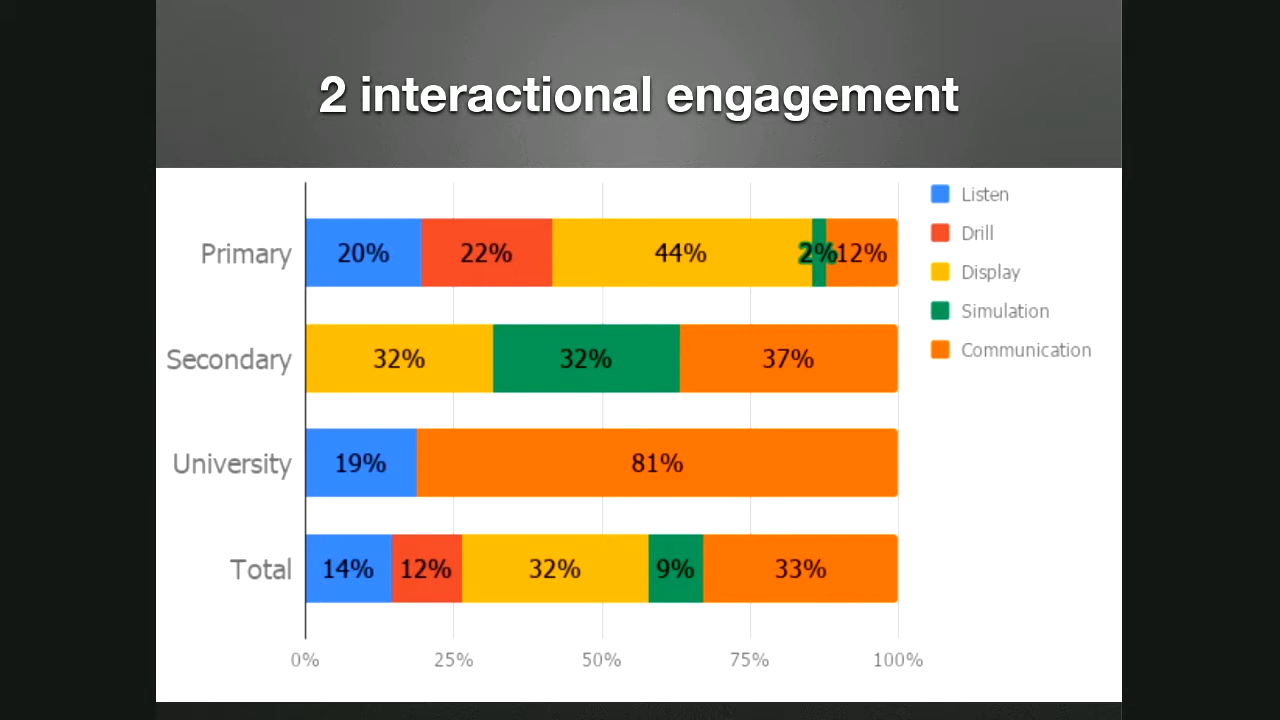 2 interactional engagement
Listen
Drill
Display
Simulation
Communication
Primary 20% 22% 44% 2% 12%
Secondary 32% 32% 37%
University 19% 81%
Total 14% 12% 32% 9% 33%
0% 25% 50% 75% 100%